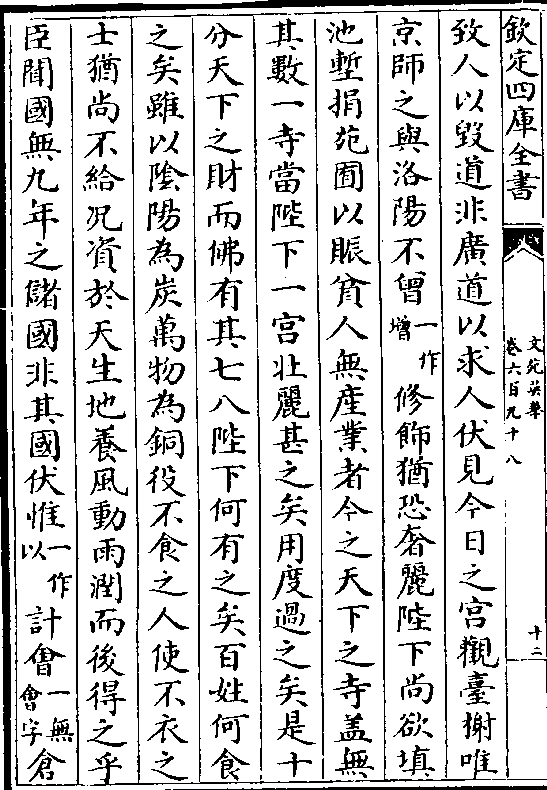 欽定四庫全書
文苑英華
卷六百九十八
十二
致人以毀道非廣道以求人伏見今日之宮觀臺榭唯
京師之與洛陽不曾一作增修飾猶恐奢麗陛下尚欲填
池塹捐苑囿以賑貧人無産業者今之天下之寺盖無
其數一寺當陛下一宮壯麗甚之矣用度過之矣是十
分天下之財而佛有其七八陛下何有之矣百姓何食
之矣雖以陰陽為炭萬物為銅役不食之人使不衣之
士猶尚不給况資於天生地養風動雨潤而後得之乎
臣聞國無九年之儲國非其國伏惟一作以計㑹一無㑹字倉